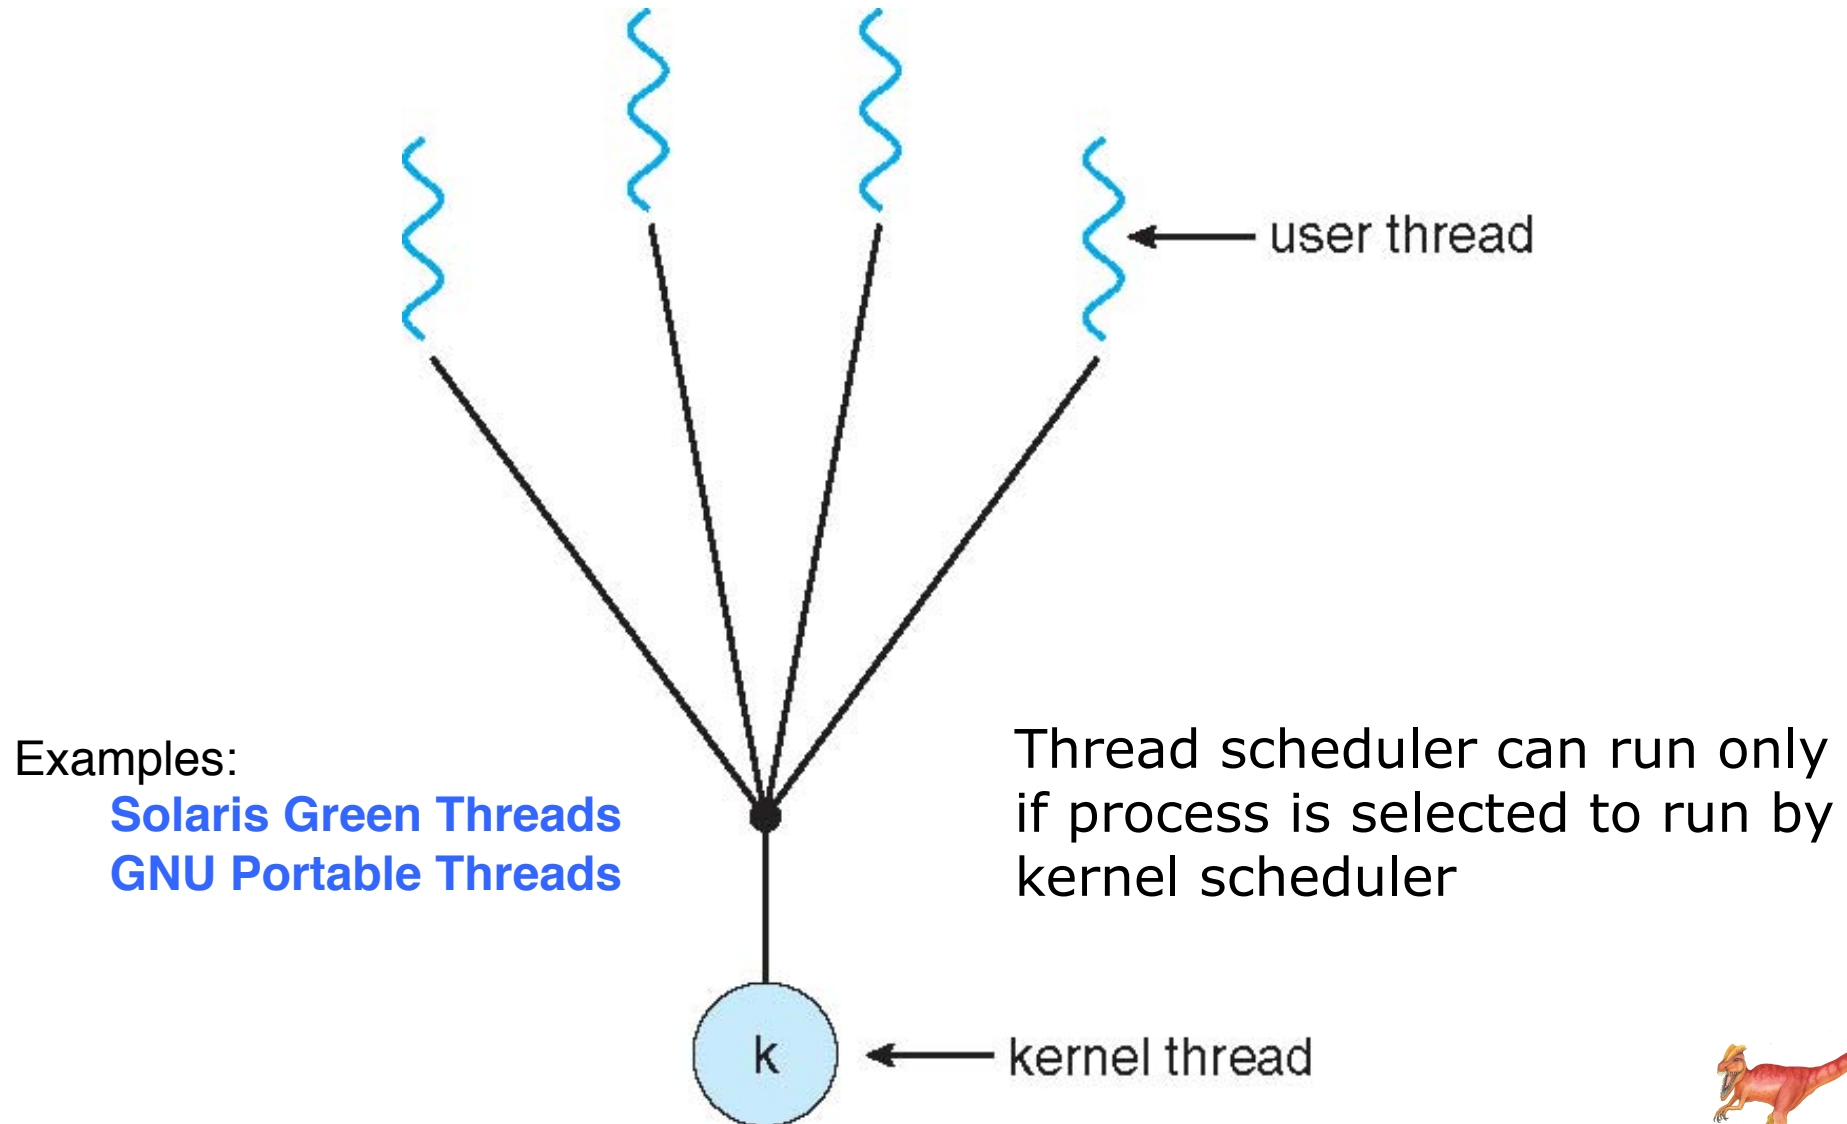 user thread
Examples:
Solaris Green Threads
GNU Portable Threads
Thread scheduler can run only
if process is selected to run by
kernel scheduler
k
kernel thread